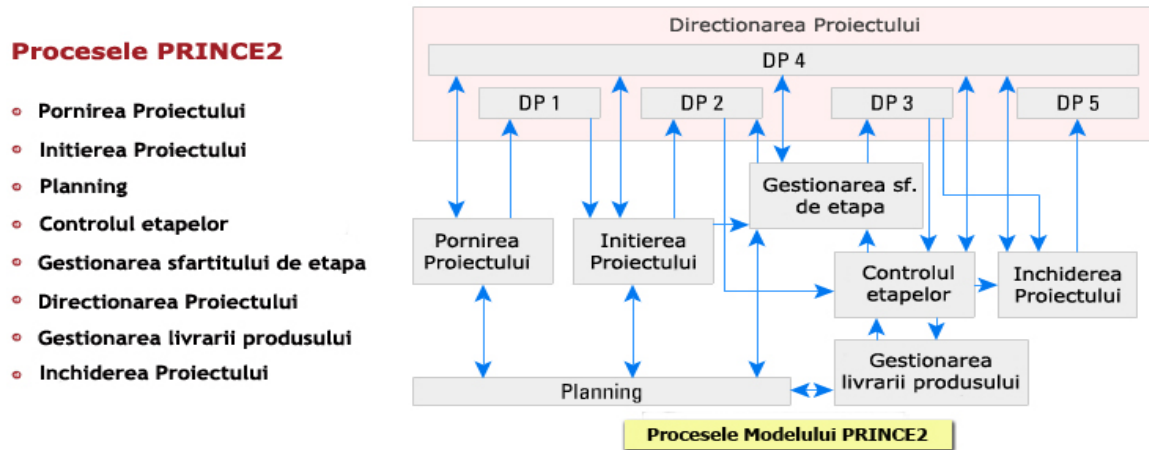 Procesele PRINCE2
Pornirea Proiectului
Initierea Proiectului
Planning
Controlul etapelor
Gestionarea sfartitului de etapa
Directionarea Proiectului
Gestionarea livrarii produsului
Inchiderea Proiectului
Directionarea Proiectului
DP 4
DP 1
DP 2
DP 3
DP 5
Gestionarea sf.
de etapa
Pornirea
Proiectului
Initierea
Proiectului
Controlul
etapelor
Inchiderea
Proiectului
Gestionarea
livrarii produsului
Planning
Procesele Modelului PRINCE2